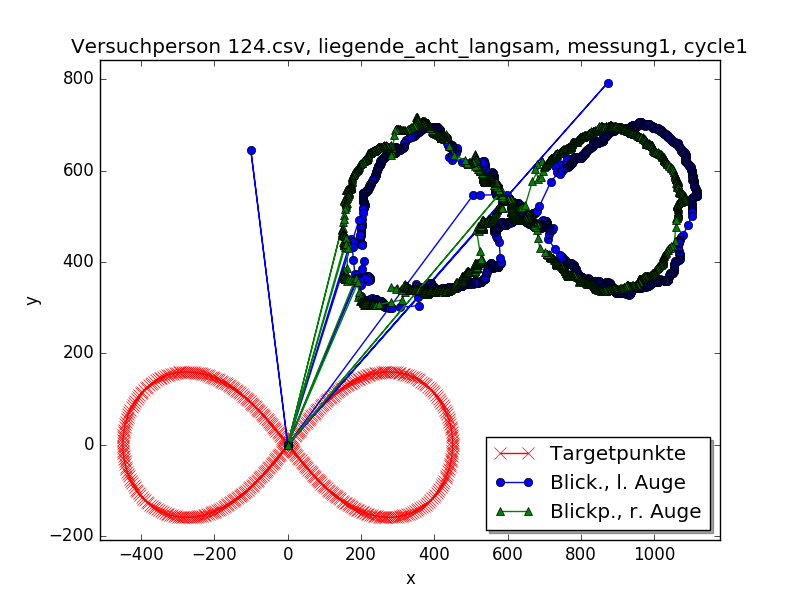 Versuchperson 124.csv, liegende_acht_langsam, messung1, cycle1
800
600
400
200
0
−200
y
−400 −200 0 200 400 600 800 1000
x
Targetpunkte
Blick., l. Auge
Blickp., r. Auge